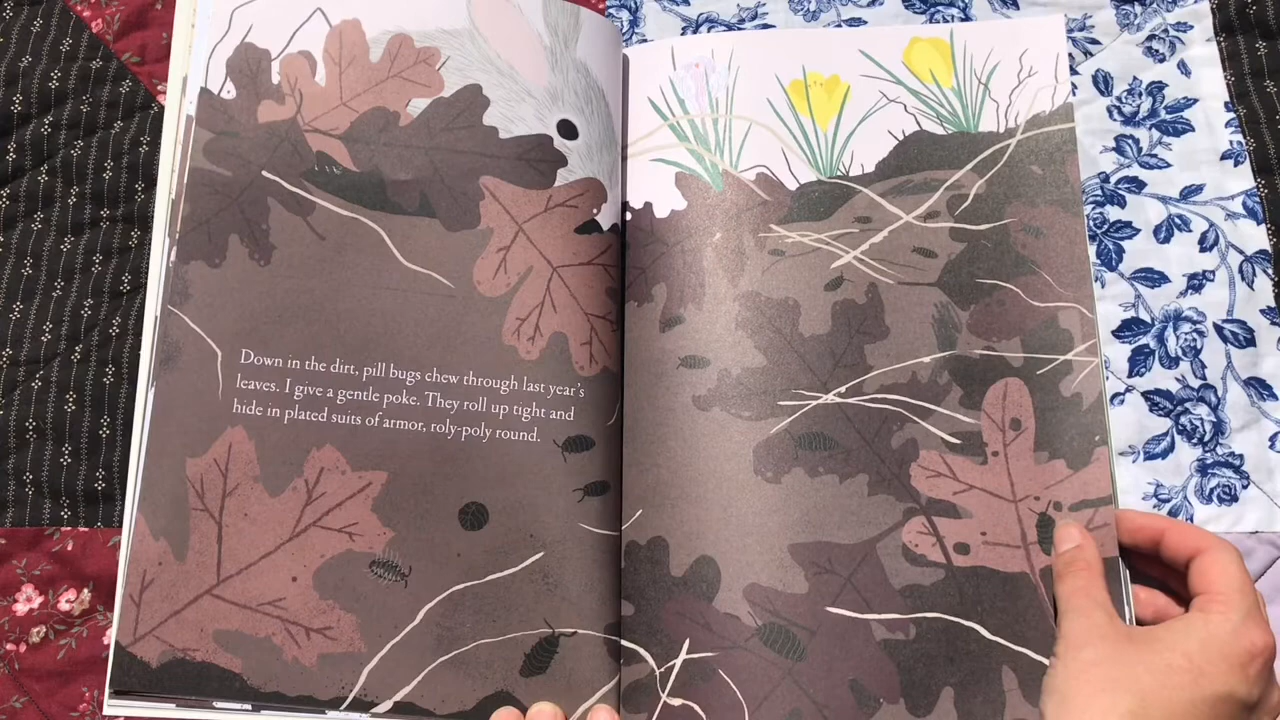 Down in the dirt, pill bugs chew through last year's
leaves. I give a gentle poke. They roll up tight and
hide in plated suits of armor, roly-poly round.